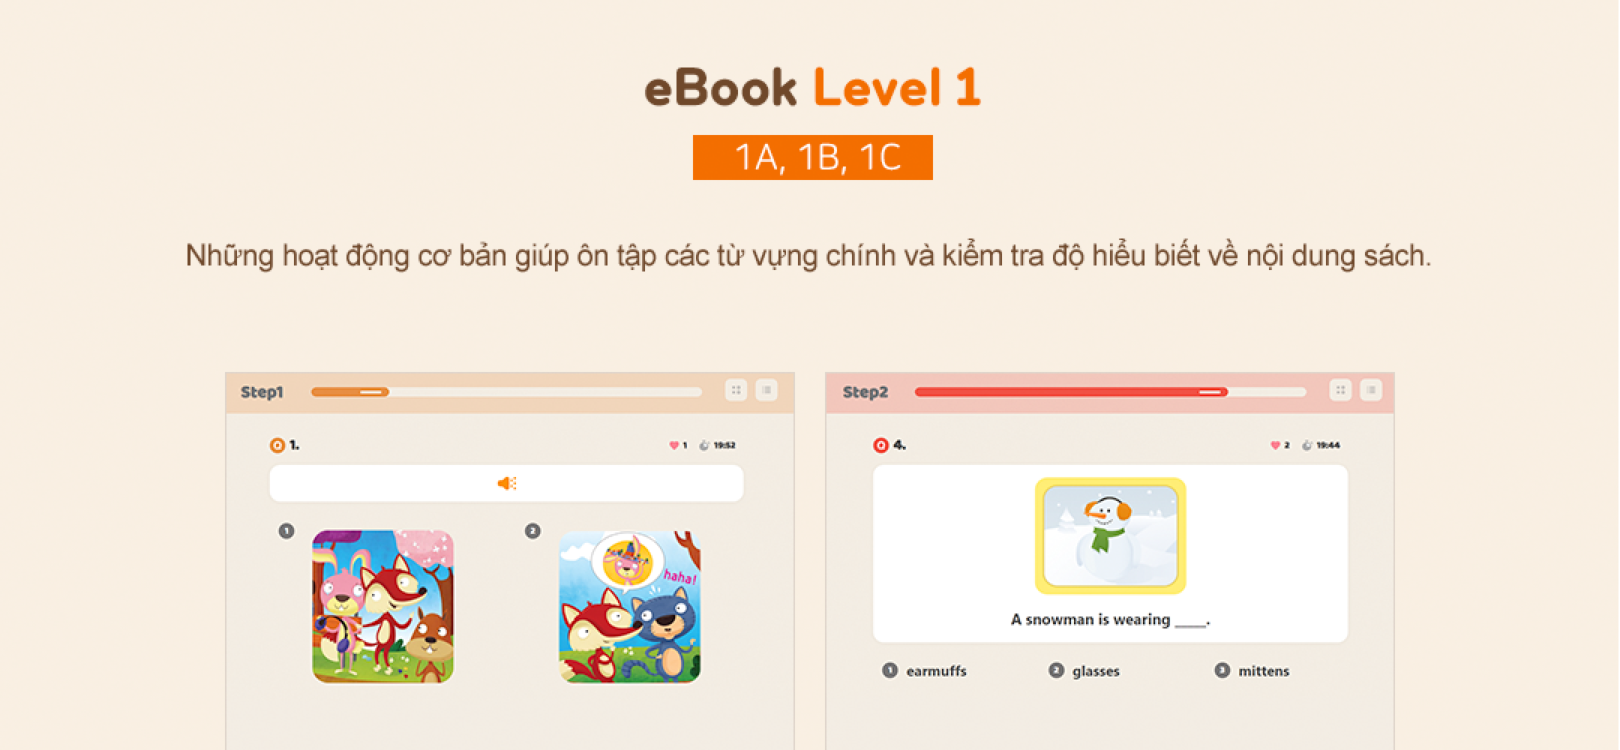 eBook Level 1
1A, 1B, 1C
Những hoạt động cơ bản giúp ôn tập các từ vựng chính và kiểm tra độ hiểu biết về nội dung sách.
Step1
Q 1.
1 19:52
1
2
haha!
Step2
Q 4.
2 19:44
A snowman is wearing ____.
1 earmuffs
2 glasses
3 mittens